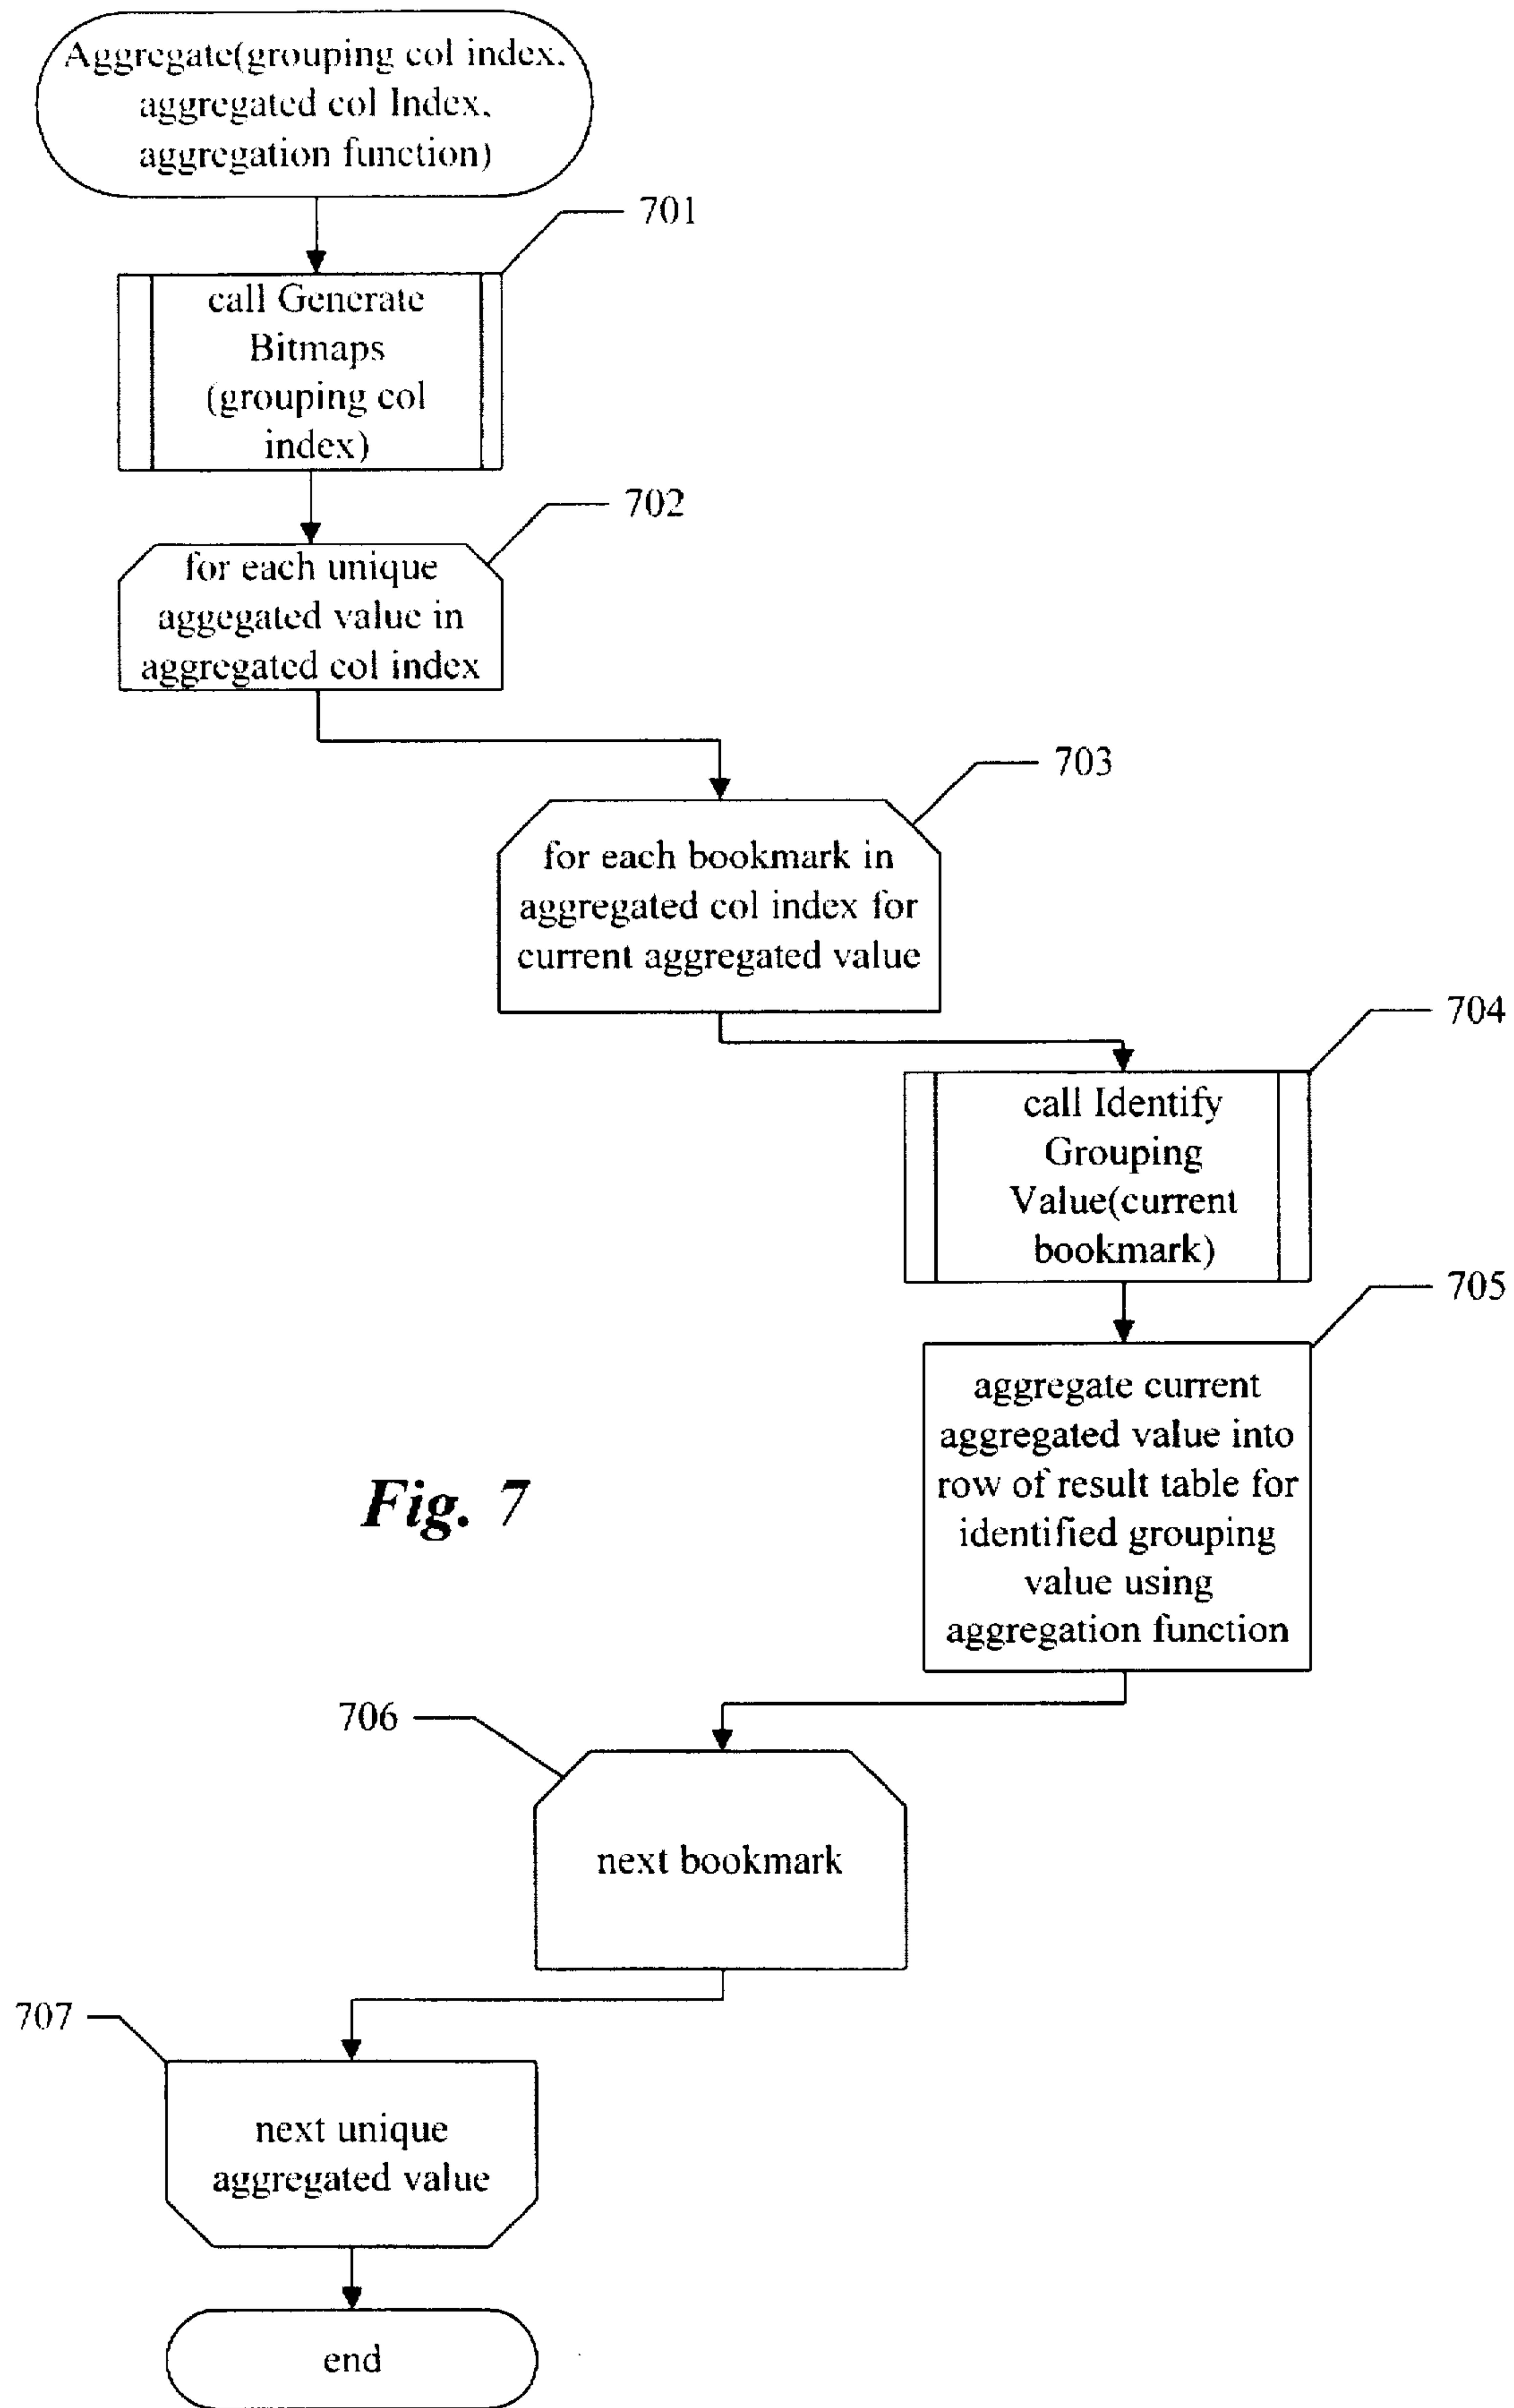 Aggregate(grouping col index,
aggregated col Index,
aggregation function)
701
call Generate
Bitmaps
(grouping col
index)
702
for each unique
aggegated value in
aggregated col index
703
for each bookmark in
aggregated col index for
current aggregated value
704
call Identify
Grouping
Value(current
bookmark)
705
aggregate current
aggregated value into
row of result table for
identified grouping
value using
aggregation function
Fig. 7
706
next bookmark
707
next unique
aggregated value
end